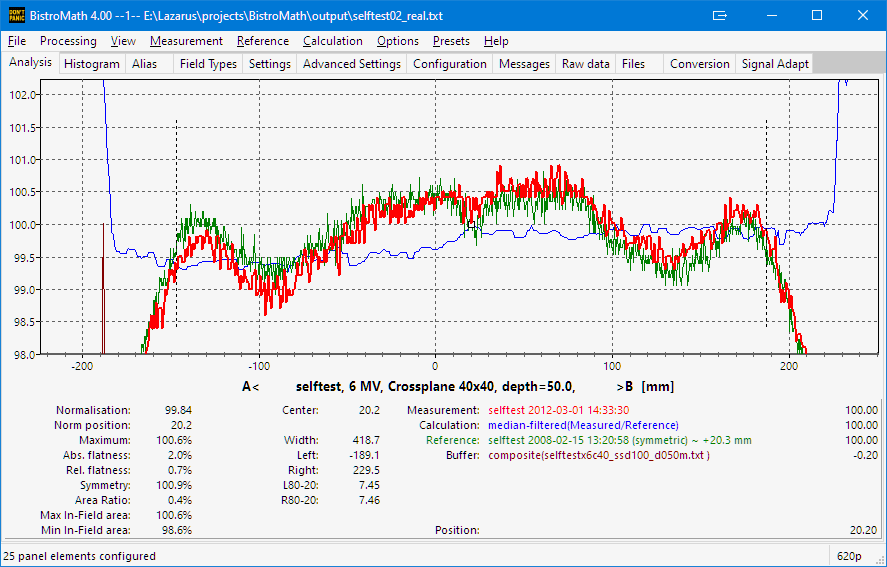 DON'T PANIC BistroMath 4.00 --1-- E:\Lazarus\projects\BistroMath\output\selftest02_real.txt
File Processing View Measurement Reference Calculation Options Presets Help
Analysis Histogram Alias Field Types Settings Advanced Settings Configuration Messages Raw data Files Conversion Signal Adapt
102.0
101.5
101.0
100.5
100.0
99.5
99.0
98.5
98.0
-200 -100 0 100 200
A< selftest, 6 MV, Crossplane 40x40, depth=50.0, >B [mm]
Normalisation: 99.84 Center: 20.2 Measurement: selftest 2012-03-01 14:33:30 100.00
Norm position: 20.2 Calculation: median-filtered(Measured/Reference) 100.00
Maximum: 100.6% Width: 418.7 Reference: selftest 2008-02-15 13:20:58 (symmetric) ~ +20.3 mm 100.00
Abs. flatness: 2.0% Left: -189.1 Buffer: composite(selftestx6c40_ssd100_d050m.txt ) -0.20
Rel. flatness: 0.7% Right: 229.5
Symmetry: 100.9% L80-20: 7.45
Area Ratio: 0.4% R80-20: 7.46
Max In-Field area: 100.6%
Min In-Field area: 98.6% Position: 20.20
25 panel elements configured 620p